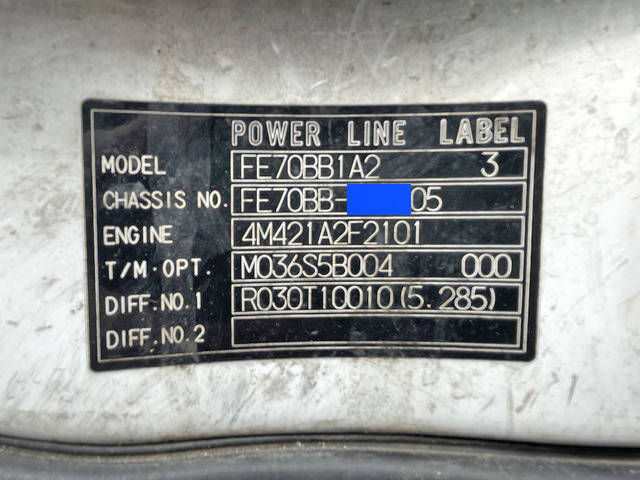 POWER LINE LABEL
MODEL FE70BB1A2 3
CHASSIS NO. FE70BB- 05
ENGINE 4M421A2F2101
T/M·OPT. M036S5B004 000
DIFF.NO.1 R030T10010(5.285)
DIFF.NO.2